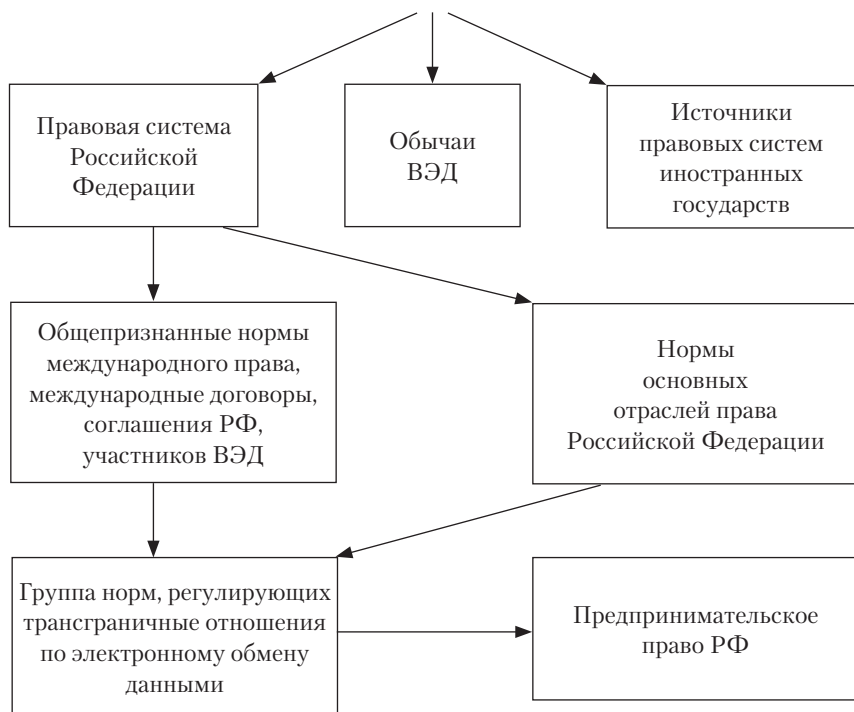 Правовая система
Российской
Федерации
Обычаи
ВЭД
Источники
правовых систем
иностранных
государств
Общепризнанные нормы
международного права,
международные договоры,
соглашения РФ,
участников ВЭД
Нормы
основных
отраслей права
Российской Федерации
Группа норм, регулирующих
трансграничные отношения
по электронному обмену
данными
Предпринимательское
право РФ